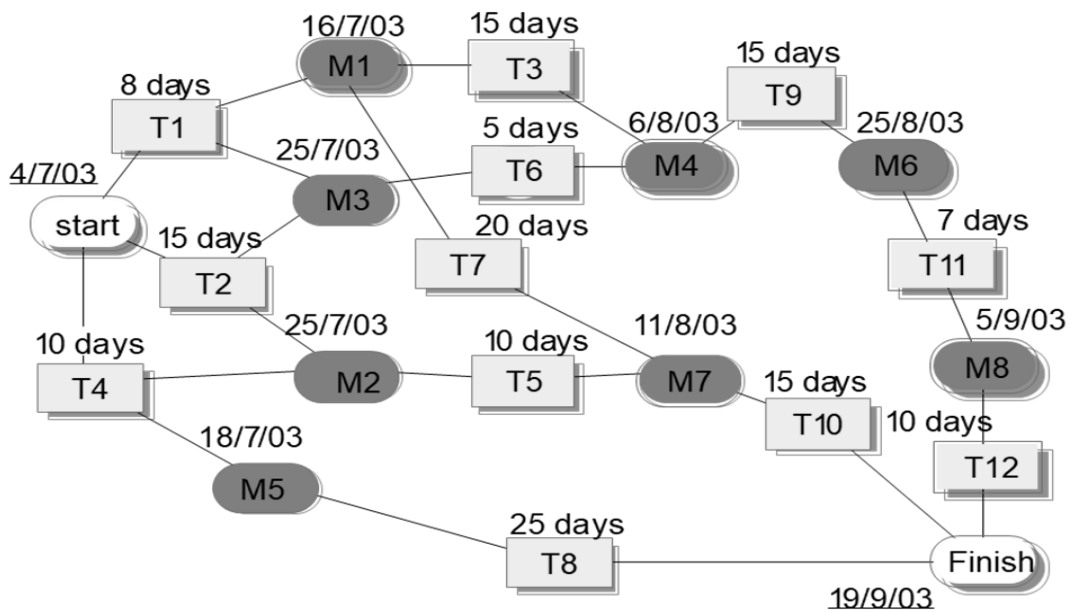 16/7/03
15 days
M1
T3
15 days
T9
8 days
T1
5 days
6/8/03
25/8/03
25/7/03
T6
M4
M6
4/7/03
M3
start
15 days
20 days
7 days
T2
T7
T11
25/7/03
11/8/03
5/9/03
10 days
10 days
M8
T4
M2
T5
M7
15 days
T10
10 days
18/7/03
T12
M5
25 days
T8
Finish
19/9/03